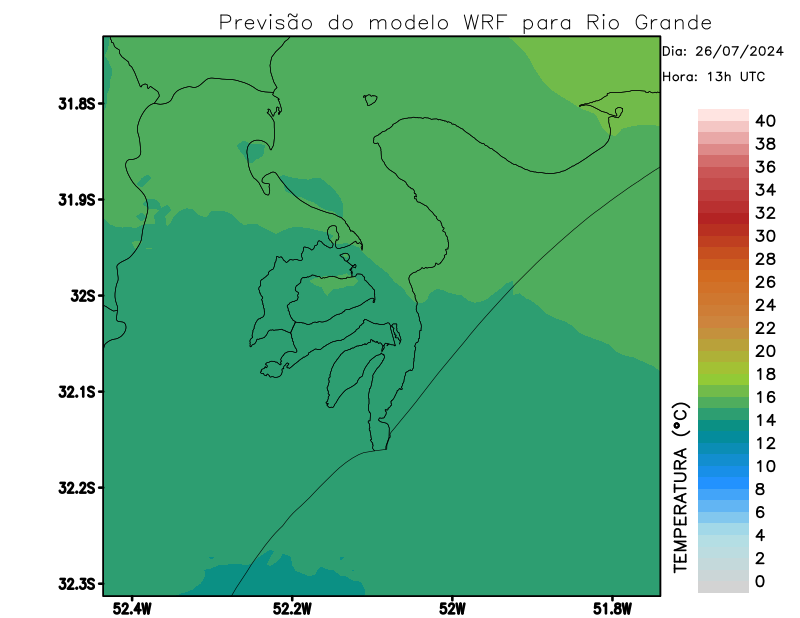 Previsão do modelo WRF para Rio Grande
Dia: 26/07/2024
Hora: 13h UTC
31.8S
31.9S
32S
32.1S
32.2S
32.3S
52.4W
52.2W
52W
51.8W
TEMPERATURA (°C)
40
38
36
34
32
30
28
26
24
22
20
18
16
14
12
10
8
6
4
2
0